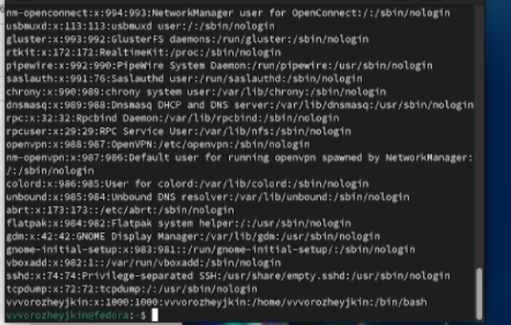 nm-openconnect:x:994:993:NetworkManager user for OpenConnect:/:/sbin/nologin
usbmuxd:x:113:113:usbmuxd user:/:/sbin/nologin
gluster:x:993:992:GlusterFS daemons:/run/gluster:/sbin/nologin
rtkit:x:172:172:RealtimeKit:/proc:/sbin/nologin
pipewire:x:992:990:PipeWire System Daemon:/run/pipewire:/usr/sbin/nologin
saslauth:x:991:76:Saslauthd user:/run/saslauthd:/sbin/nologin
chrony:x:990:989:chrony system user:/var/lib/chrony:/sbin/nologin
dnsmasq:x:989:988:Dnsmasq DHCP and DNS server:/var/lib/dnsmasq:/usr/sbin/nologin
rpc:x:32:32:Rpcbind Daemon:/var/lib/rpcbind:/sbin/nologin
rpcuser:x:29:29:RPC Service User:/var/lib/nfs:/sbin/nologin
openvpn:x:988:987:OpenVPN:/etc/openvpn:/sbin/nologin
nm-openvpn:x:987:986:Default user for running openvpn spawned by NetworkManager:
/:/sbin/nologin
colord:x:986:985:User for colord:/var/lib/colord:/sbin/nologin
unbound:x:985:984:Unbound DNS resolver:/var/lib/unbound:/sbin/nologin
abrt:x:173:173::/etc/abrt:/sbin/nologin
flatpak:x:984:982:Flatpak system helper:/:/usr/sbin/nologin
gdm:x:42:42:GNOME Display Manager:/var/lib/gdm:/usr/sbin/nologin
gnome-initial-setup:x:983:981::/run/gnome-initial-setup/:/sbin/nologin
vboxadd:x:982:1::/var/run/vboxadd:/sbin/nologin
sshd:x:74:74:Privilege-separated SSH:/usr/share/empty.sshd:/usr/sbin/nologin
tcpdump:x:72:72:tcpdump:/:/usr/sbin/nologin
vvvorozheyjkin:x:1000:1000:vvvorozheyjkin:/home/vvvorozheyjkin:/bin/bash
vvvorozheyjkin@fedora:~$